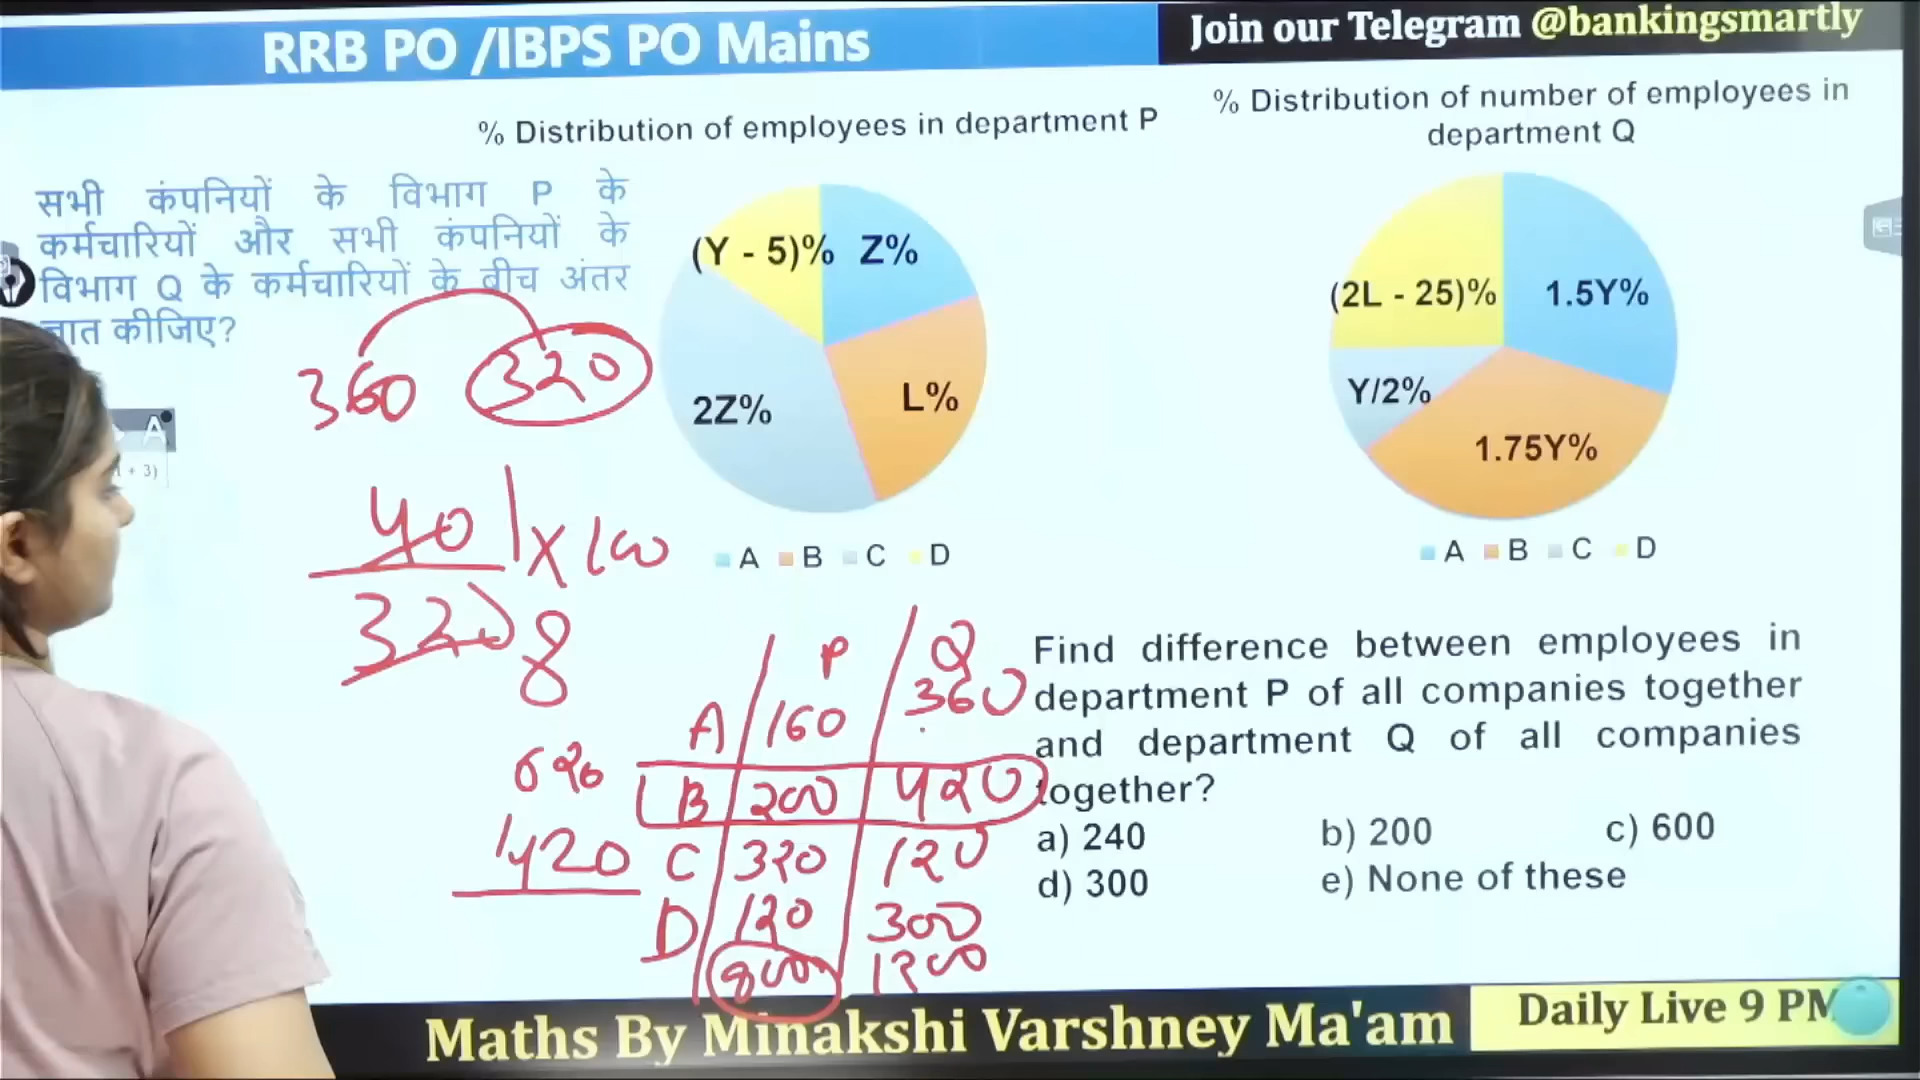 RRB PO /IBPS PO Mains
Join our Telegram @bankingsmartly
% Distribution of employees in department P
% Distribution of number of employees in
department Q
सभी कंपनियों के विभाग P के
कर्मचारियों और सभी कंपनियों के
विभाग Q के कर्मचारियों के बीच अंतर
ज्ञात कीजिए?
(Y - 5)% Z%
2Z% L%
A B C D
(2L - 25)% 1.5Y%
Y/2%
1.75Y%
A B C D
360 320
40 | x 100
320 8
620
1420
P Q
A 160 360
B 200 420
C 320 120
D 120 300
800 1200
A
+ 3)
Find difference between employees in
department P of all companies together
and department Q of all companies
together?
a) 240 b) 200 c) 600
d) 300 e) None of these
Maths By Minakshi Varshney Ma'am
Daily Live 9 PM